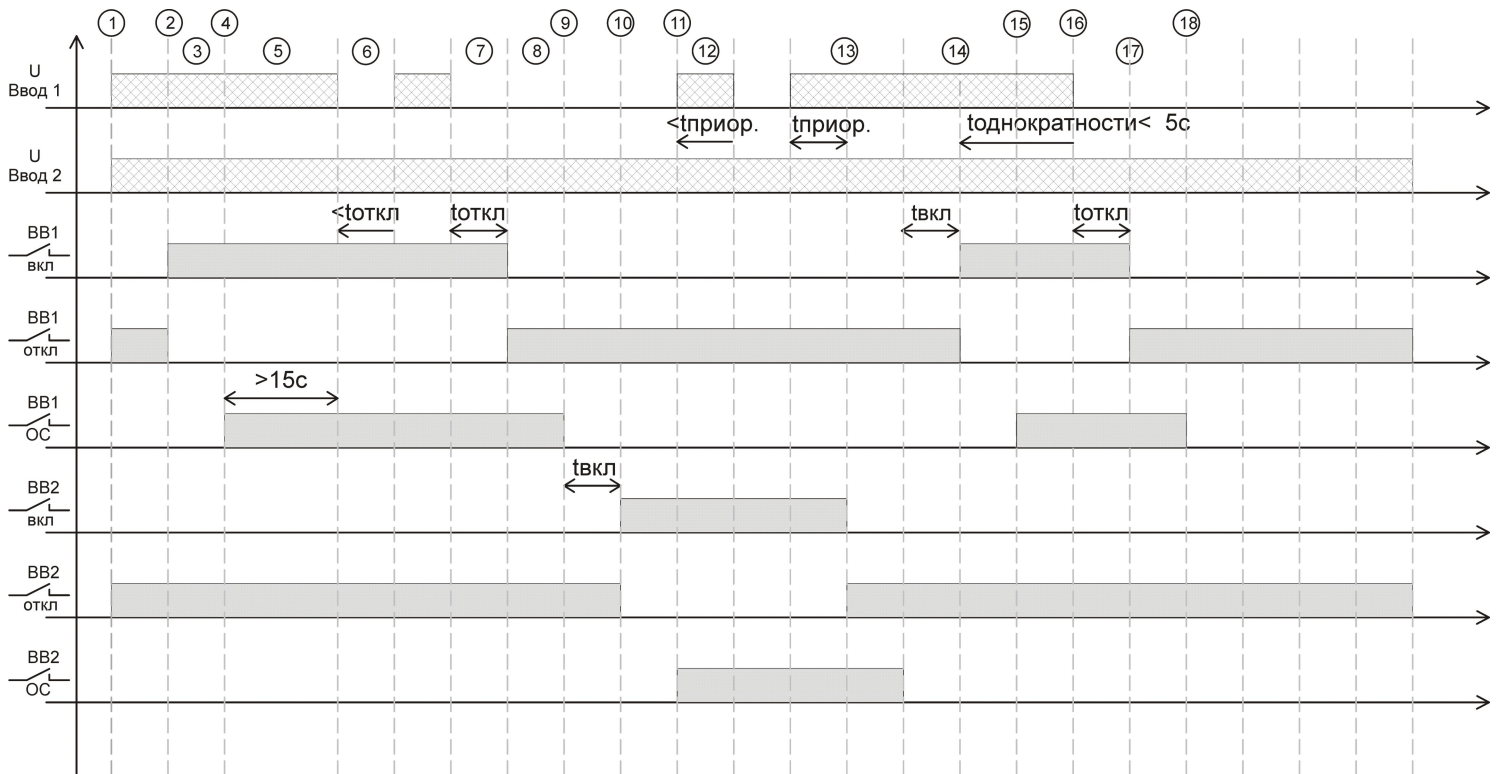 1 2 4 9 10 11 15 16 18
3 5 6 7 8 12 13 14 17
U
Ввод 1
<tприор. tприор. tоднократности< 5с
U
Ввод 2
<tоткл tоткл tвкл tоткл
ВВ1
вкл
ВВ1
откл
>15с
ВВ1
ОС
tвкл
ВВ2
вкл
ВВ2
откл
ВВ2
ОС